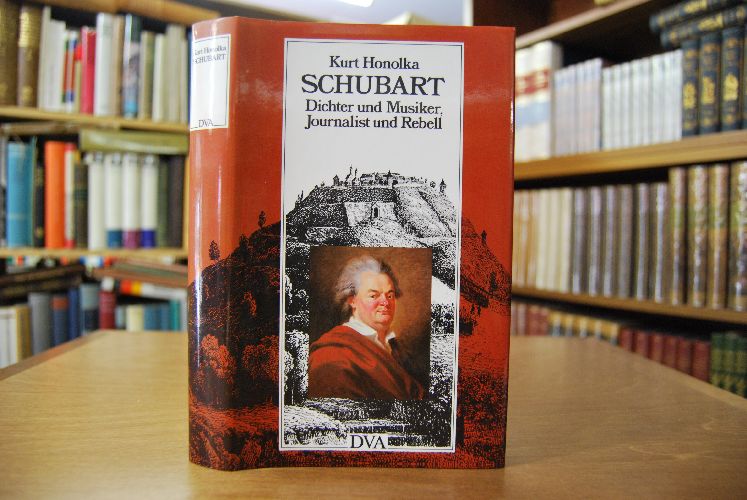 Kurt Honolka
SCHUBART
DVA
Kurt Honolka
SCHUBART
Dichter und Musiker,
Journalist und Rebell
DVA